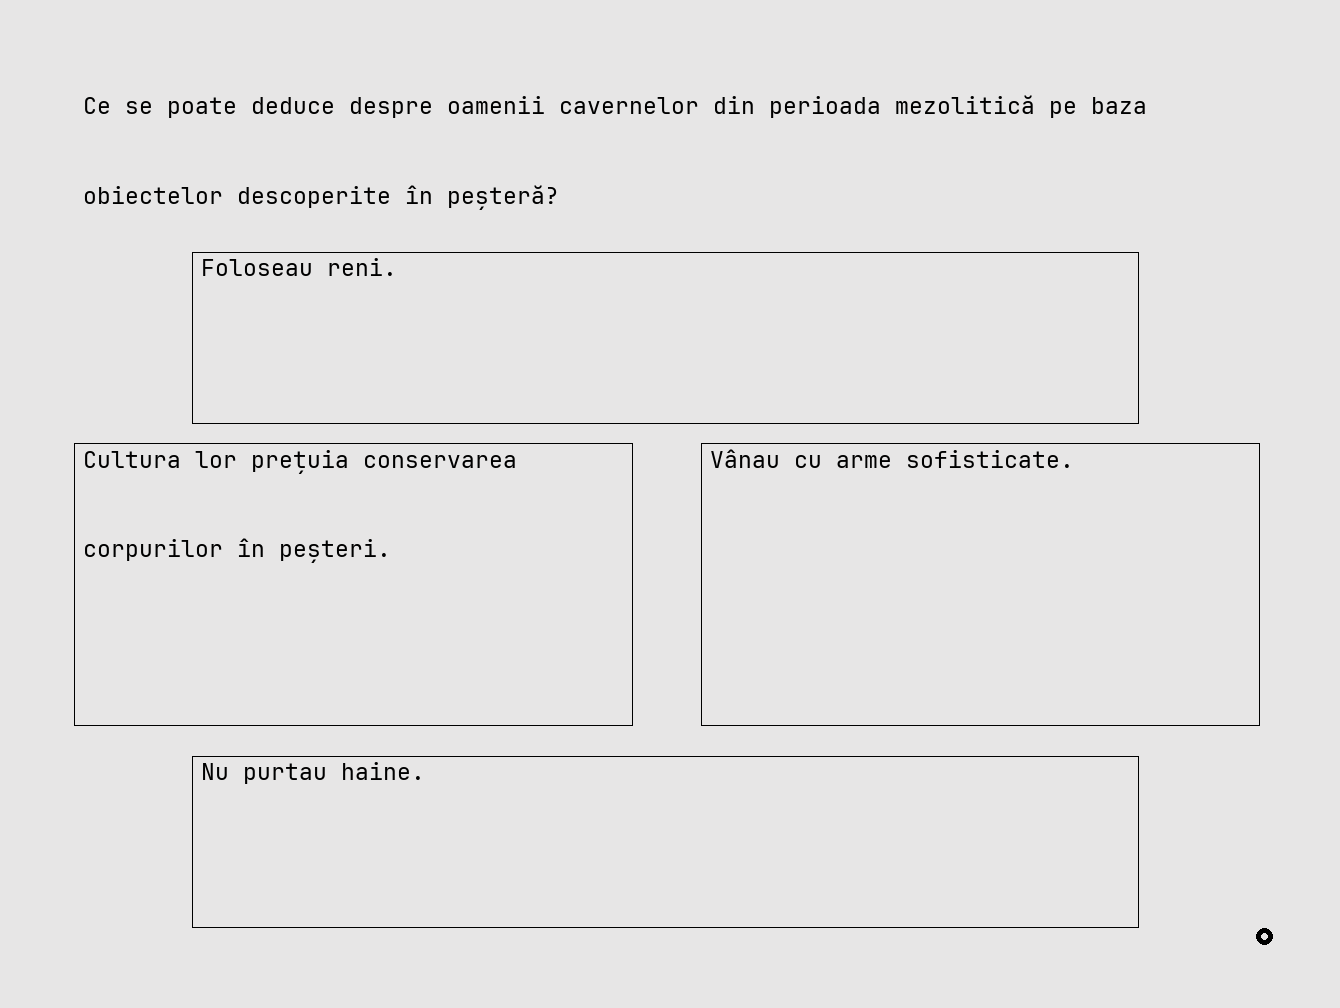 Ce se poate deduce despre oamenii cavernelor din perioada mezolitică pe baza
obiectelor descoperite în peșteră?
Foloseau reni.
Cultura lor prețuia conservarea
corpurilor în peșteri.
Vânau cu arme sofisticate.
Nu purtau haine.